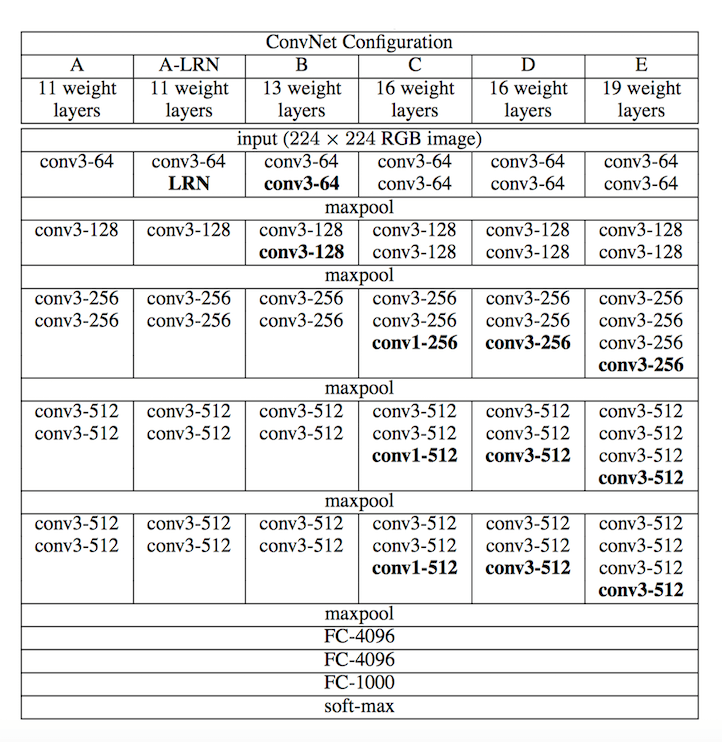 ConvNet Configuration
A A-LRN B C D E
11 weight 11 weight 13 weight 16 weight 16 weight 19 weight
layers layers layers layers layers layers
input (224 × 224 RGB image)
conv3-64 conv3-64 conv3-64 conv3-64 conv3-64 conv3-64
LRN conv3-64 conv3-64 conv3-64 conv3-64
maxpool
conv3-128 conv3-128 conv3-128 conv3-128 conv3-128 conv3-128
conv3-128 conv3-128 conv3-128 conv3-128
maxpool
conv3-256 conv3-256 conv3-256 conv3-256 conv3-256 conv3-256
conv3-256 conv3-256 conv3-256 conv3-256 conv3-256 conv3-256
conv1-256 conv3-256 conv3-256
conv3-256
maxpool
conv3-512 conv3-512 conv3-512 conv3-512 conv3-512 conv3-512
conv3-512 conv3-512 conv3-512 conv3-512 conv3-512 conv3-512
conv1-512 conv3-512 conv3-512
conv3-512
maxpool
conv3-512 conv3-512 conv3-512 conv3-512 conv3-512 conv3-512
conv3-512 conv3-512 conv3-512 conv3-512 conv3-512 conv3-512
conv1-512 conv3-512 conv3-512
conv3-512
maxpool
FC-4096
FC-4096
FC-1000
soft-max